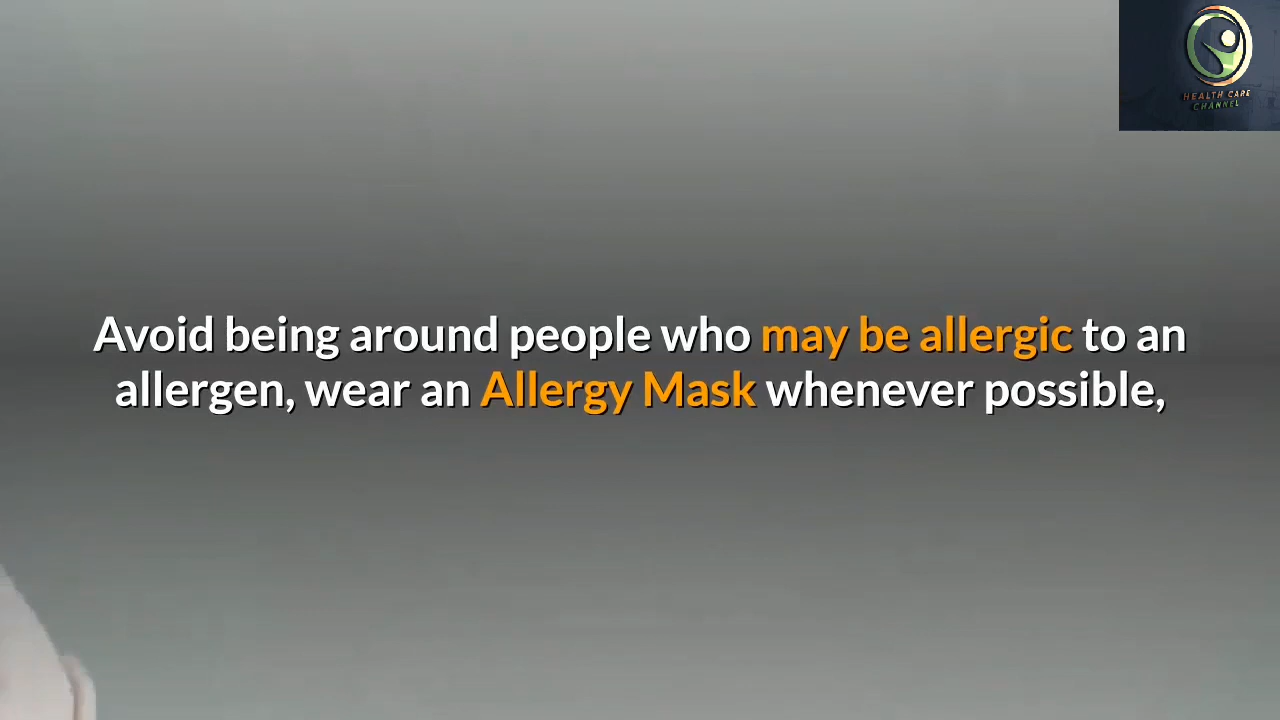 HEALTH CARE
CHANNEL
Avoid being around people who may be allergic to an
allergen, wear an Allergy Mask whenever possible,